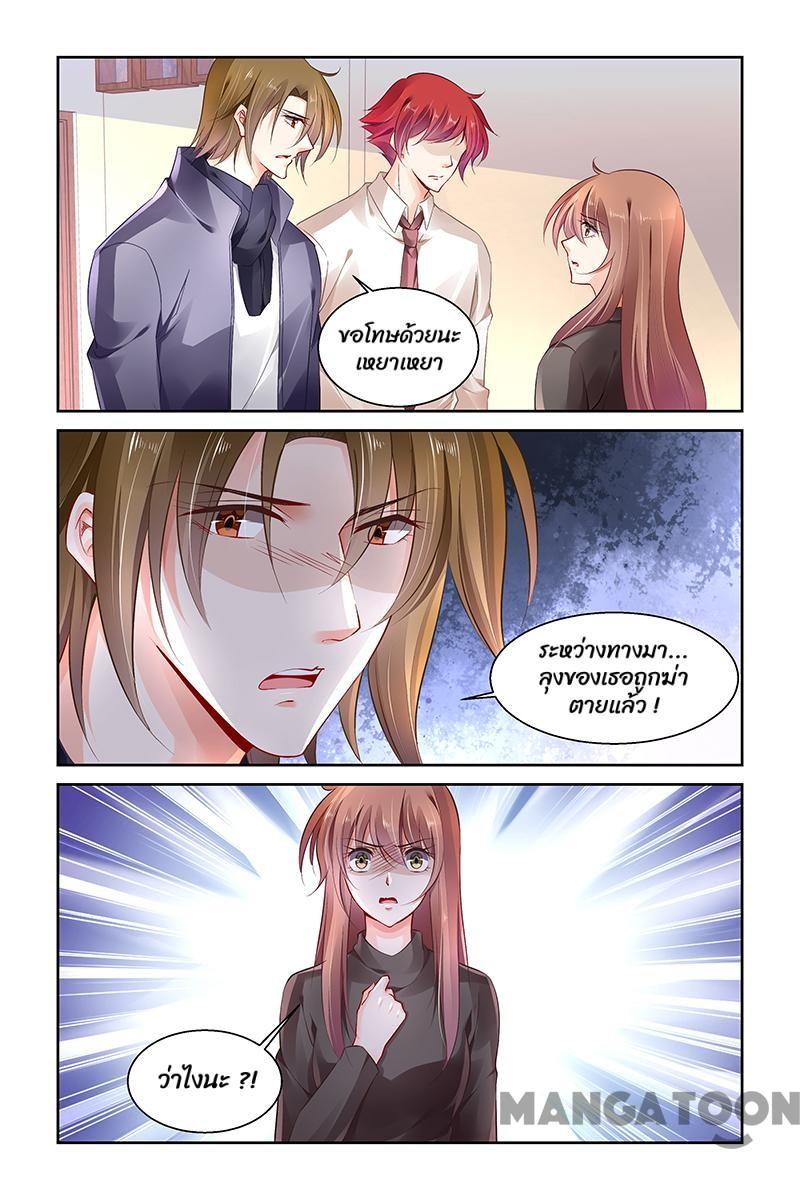 ขอโทษด้วยนะ
เหยาเหยา
ระหว่างทางมา...
ลุงของเธอถูกฆ่า
ตายแล้ว !
ว่าไงนะ ?!
MANGATOON